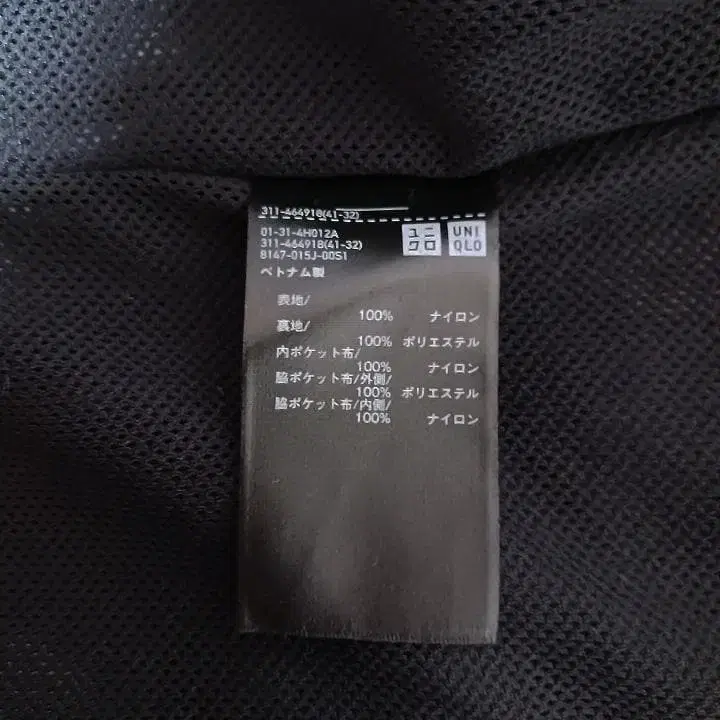 311-464918(41-32)
01-31-4H012A
311-464918(41-32)
8147-015J-00S1
ユニクロ
UNIQLO
ベトナム製
表地/
100% ナイロン
裏地/
100% ポリエステル
内ポケット布/
100% ナイロン
脇ポケット布/外側/
100% ポリエステル
脇ポケット布/内側/
100% ナイロン